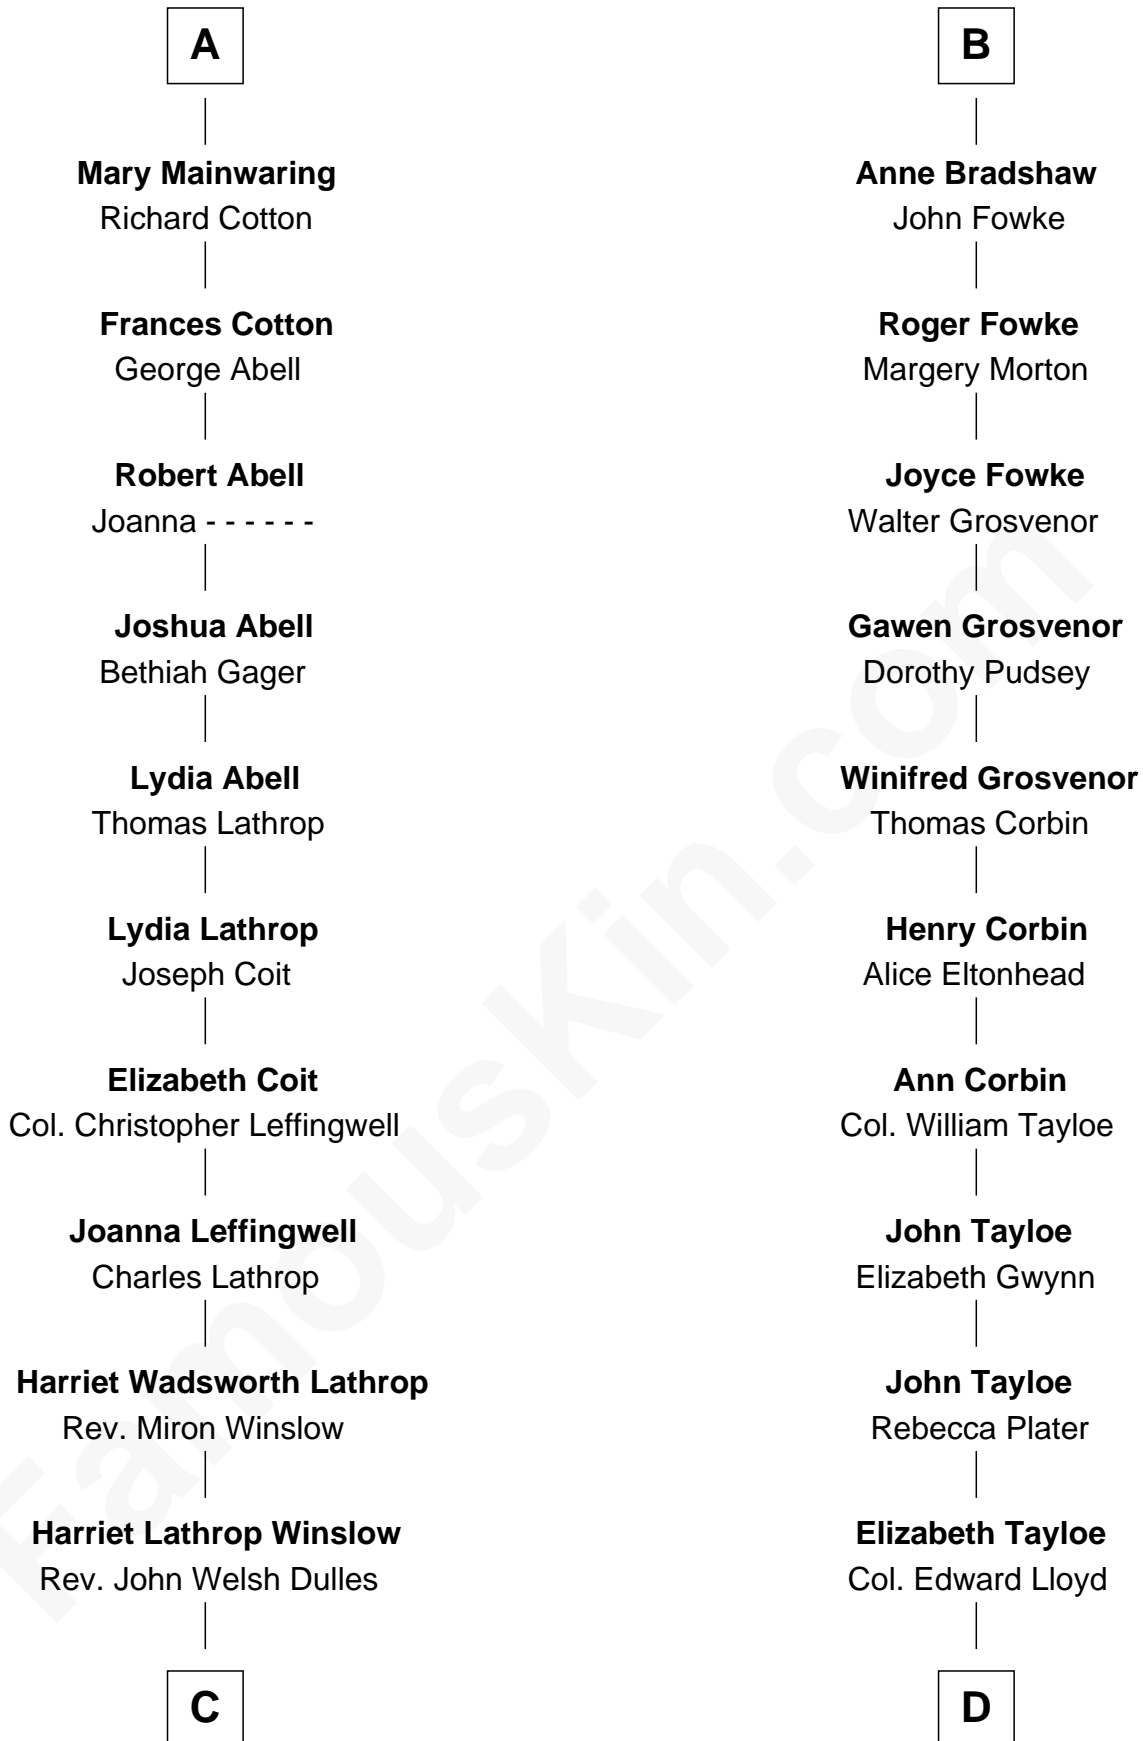 A
Mary Mainwaring
Richard Cotton
Frances Cotton
George Abell
Robert Abell
Joanna - - - - - -
Joshua Abell
Bethiah Gager
Lydia Abell
Thomas Lathrop
Lydia Lathrop
Joseph Coit
Elizabeth Coit
Col. Christopher Leffingwell
Joanna Leffingwell
Charles Lathrop
Harriet Wadsworth Lathrop
Rev. Miron Winslow
Harriet Lathrop Winslow
Rev. John Welsh Dulles
C
B
Anne Bradshaw
John Fowke
Roger Fowke
Margery Morton
Joyce Fowke
Walter Grosvenor
Gawen Grosvenor
Dorothy Pudsey
Winifred Grosvenor
Thomas Corbin
Henry Corbin
Alice Eltonhead
Ann Corbin
Col. William Tayloe
John Tayloe
Elizabeth Gwynn
John Tayloe
Rebecca Plater
Elizabeth Tayloe
Col. Edward Lloyd
D
FamousKin.com